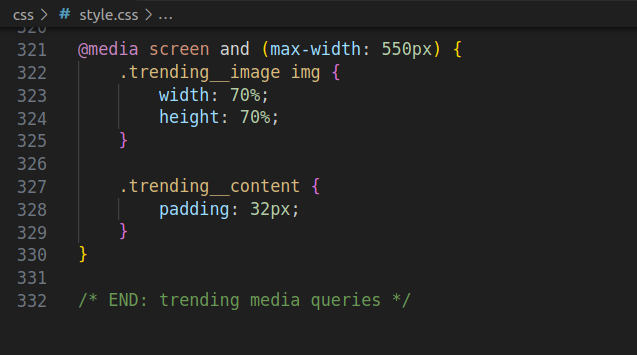 css > # style.css > ...
320
321 @media screen and (max-width: 550px) {
322     .trending__image img {
323         width: 70%;
324         height: 70%;
325     }
326
327     .trending__content {
328         padding: 32px;
329     }
330 }
331
332 /* END: trending media queries */